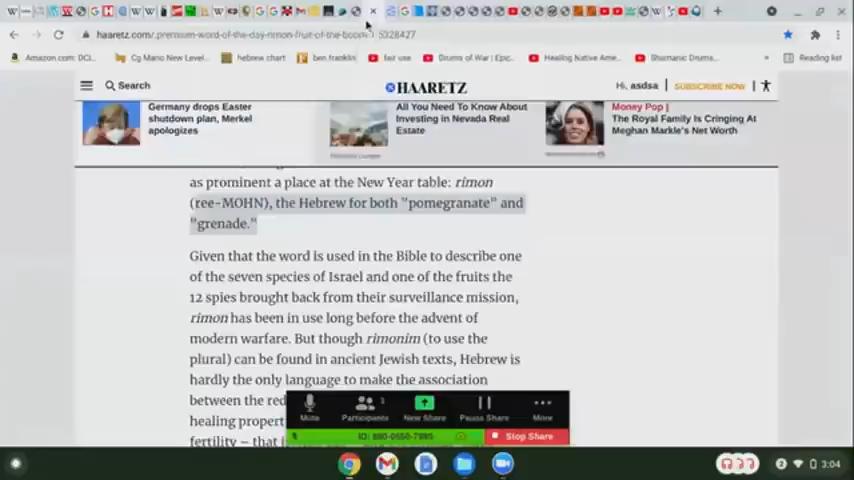 haaretz.com/.premium-word-of-the-day-rimon-fruit-of-the-boom-1.5328427
Amazon.com: DCI...
Cg Mario New Level...
hebrew chart
ben franklin
fair use
Drums of War | Epic...
Healing Native Ame...
Shamanic Drums...
Reading list
Search
HAARETZ
Hi, asdsa
SUBSCRIBE NOW
Germany drops Easter
shutdown plan, Merkel
apologizes
All You Need To Know About
Investing in Nevada Real
Estate
Money Pop |
The Royal Family Is Cringing At
Meghan Markle's Net Worth
as prominent a place at the New Year table: rimon
(ree-MOHN), the Hebrew for both "pomegranate" and
"grenade."
Given that the word is used in the Bible to describe one
of the seven species of Israel and one of the fruits the
12 spies brought back from their surveillance mission,
rimon has been in use long before the advent of
modern warfare. But though rimonim (to use the
plural) can be found in ancient Jewish texts, Hebrew is
hardly the only language to make the association
between the red
healing propert
fertility – that i
Mute
Participants
1
New Share
Pause Share
More
Stop Share
2
3:04